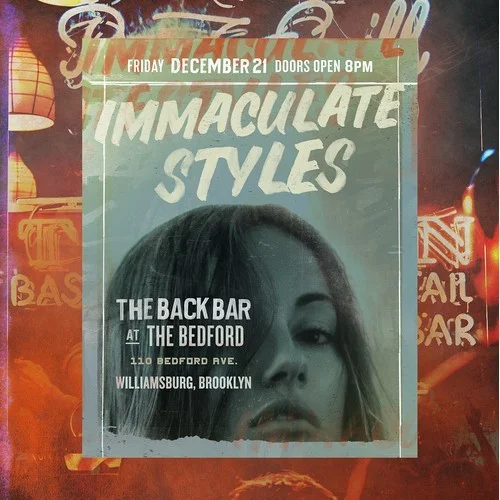 FRIDAY DECEMBER 21 DOORS OPEN 8PM
IMMACULATE
STYLES
THE BACK BAR
AT THE BEDFORD
110 BEDFORD AVE.
WILLIAMSBURG, BROOKLYN
BAR